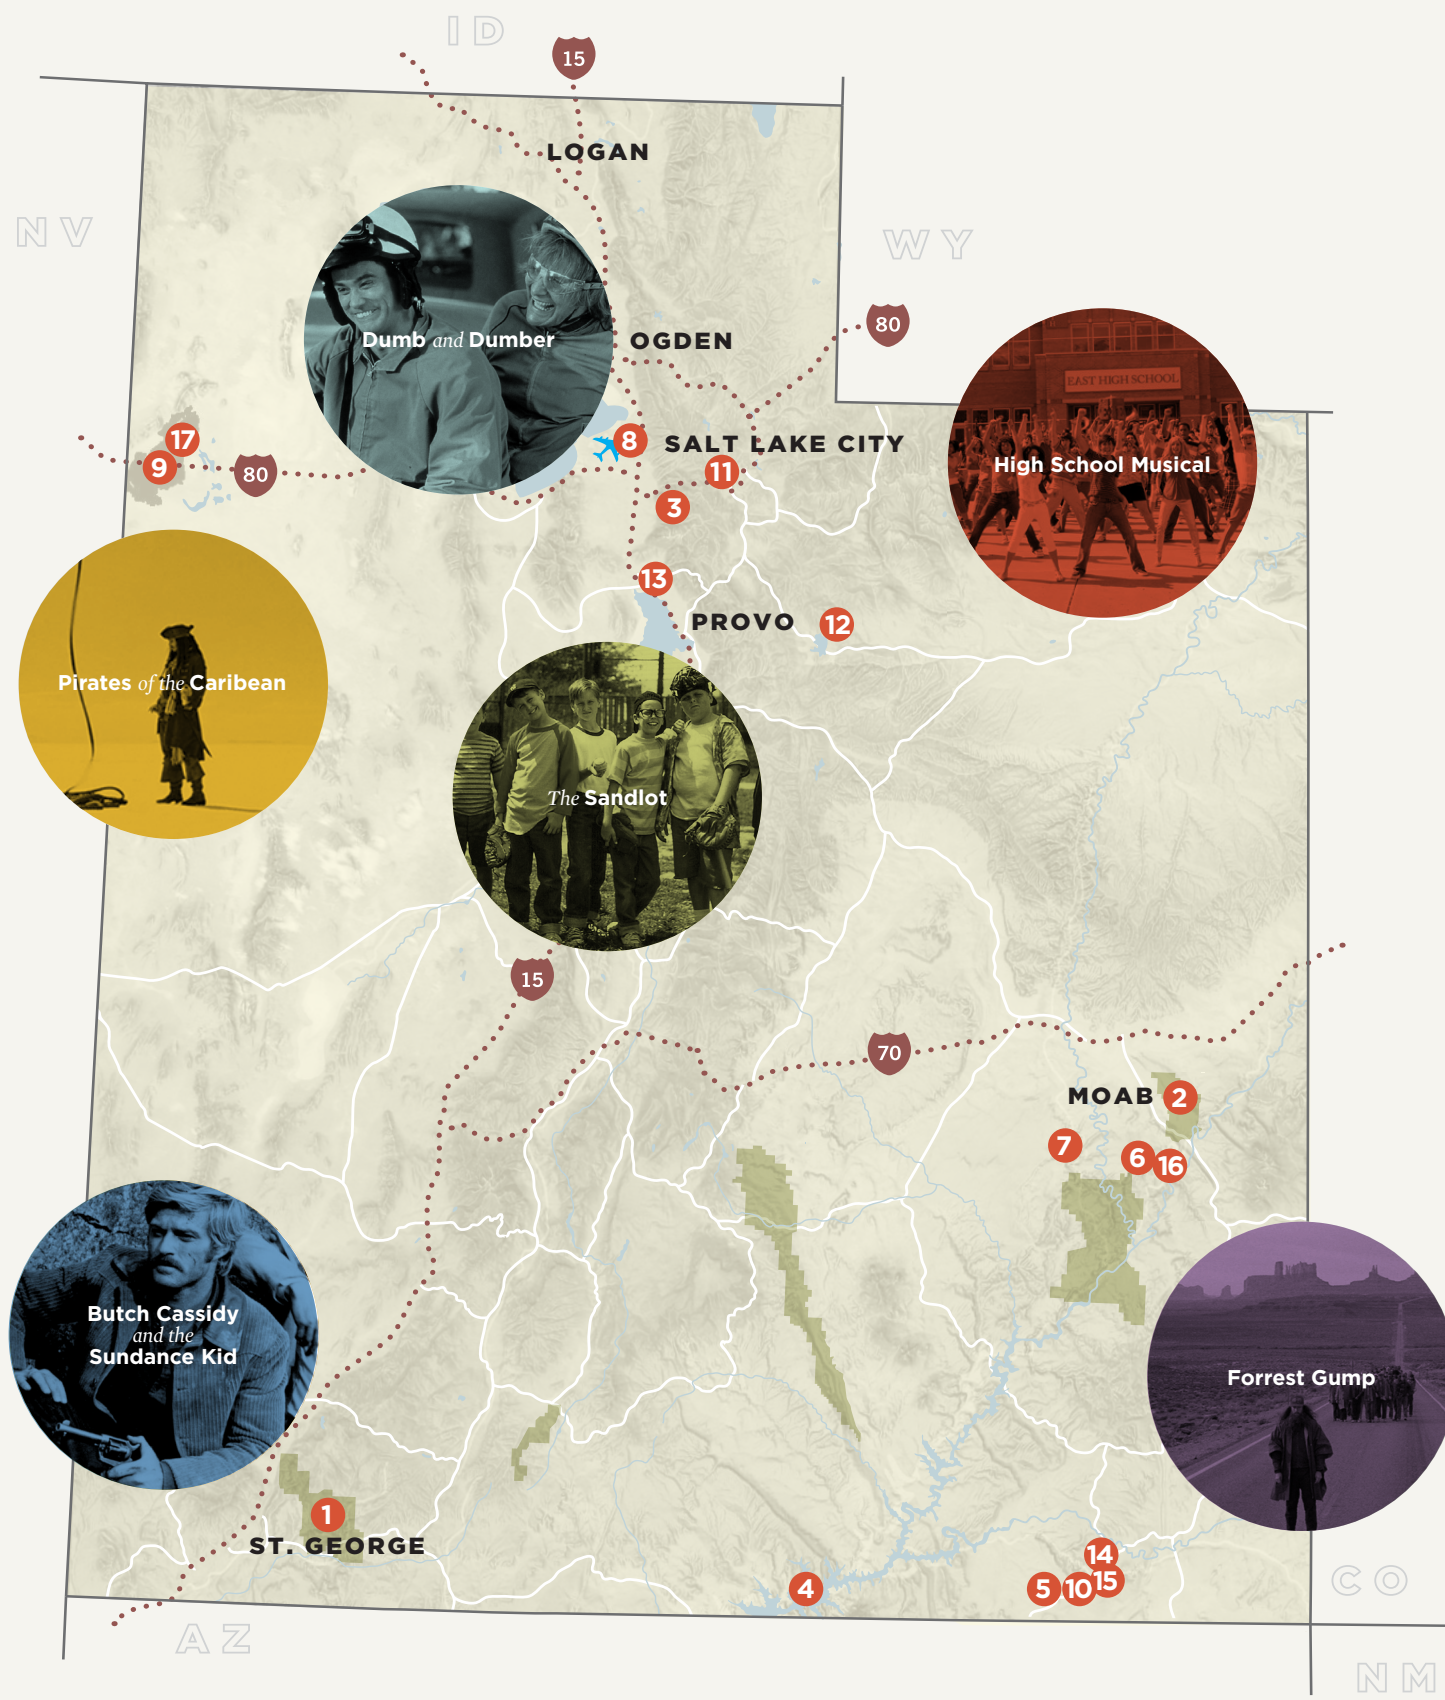 ID
15
LOGAN
NV
WY
80
Dumb and Dumber
OGDEN
EAST HIGH SCHOOL
17
8
SALT LAKE CITY
9
80
11
High School Musical
3
13
PROVO
12
Pirates of the Caribean
The Sandlot
15
70
MOAB
2
7
6
16
Butch Cassidy
and the
Sundance Kid
Forrest Gump
1
ST. GEORGE
14
4
5
10
15
CO
AZ
NM